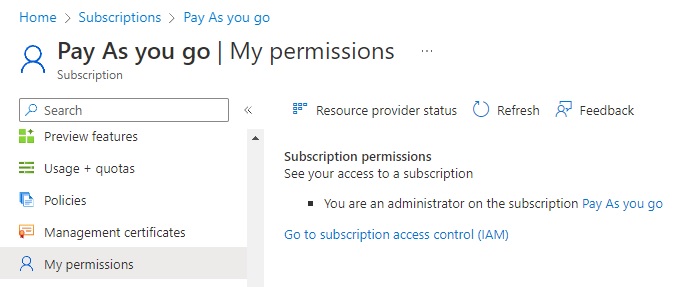 Home > Subscriptions > Pay As you go
Pay As you go | My permissions ...
Subscription
Search «
Resource provider status Refresh Feedback
Preview features
Usage + quotas
Policies
Management certificates
My permissions
Subscription permissions
See your access to a subscription
▪ You are an administrator on the subscription Pay As you go
Go to subscription access control (IAM)